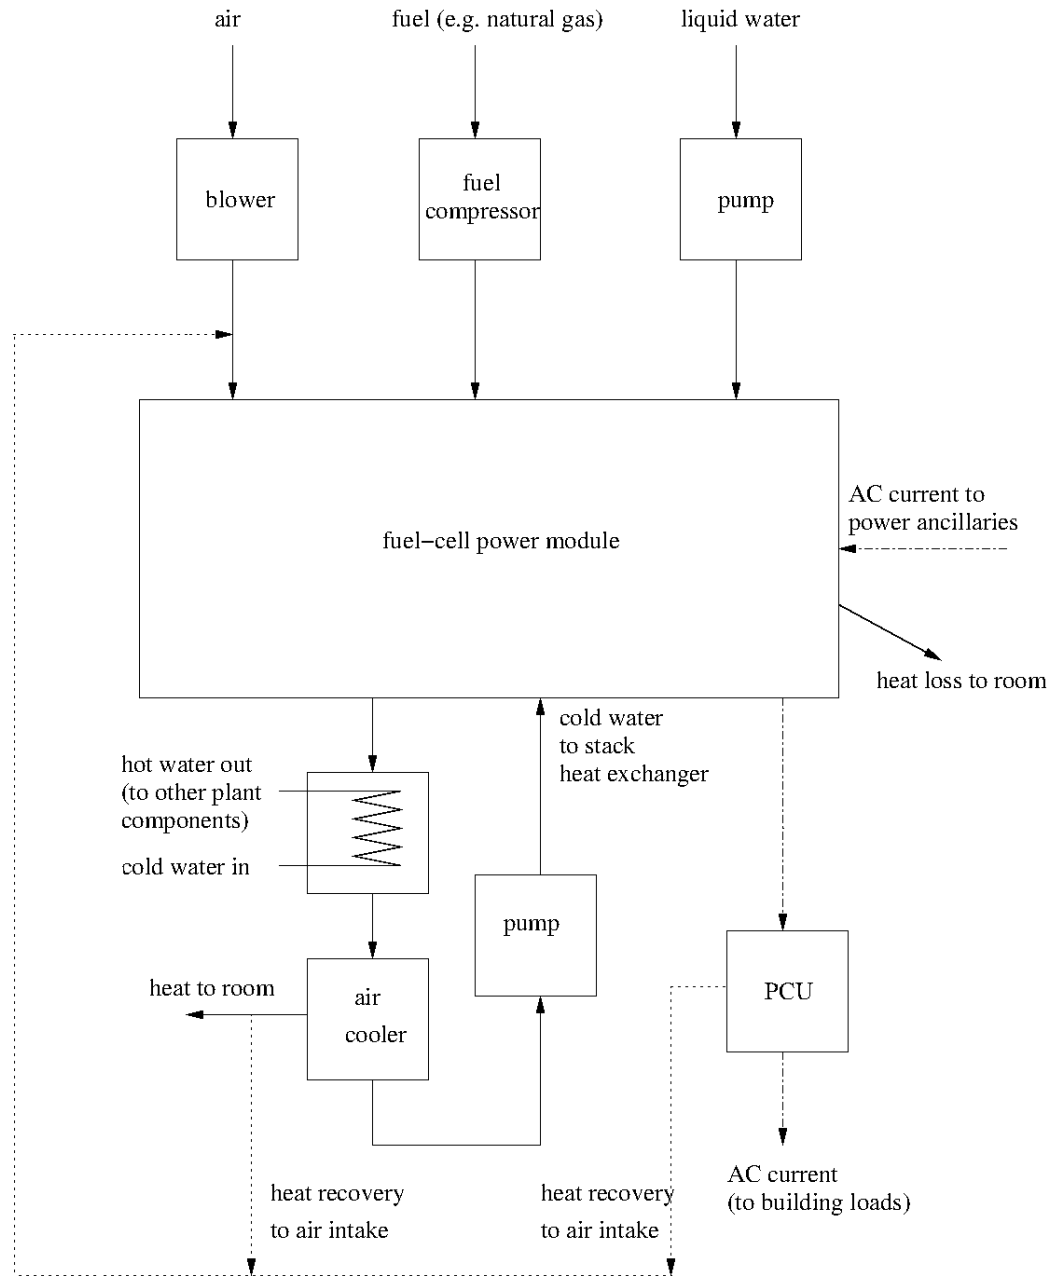 air
fuel (e.g. natural gas)
liquid water
blower
fuel
compressor
pump
AC current to
power ancillaries
fuel−cell power module
heat loss to room
cold water
to stack
heat exchanger
hot water out
(to other plant
components)
cold water in
pump
heat to room
air
cooler
PCU
AC current
(to building loads)
heat recovery
to air intake
heat recovery
to air intake